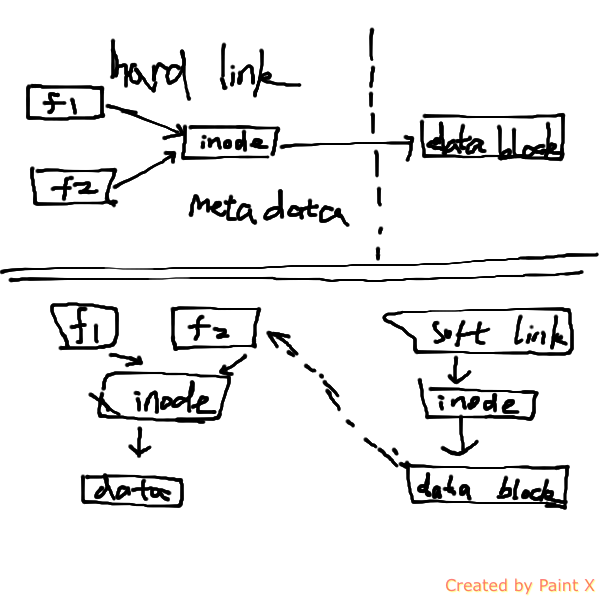 hard link
f1
inode
data block
f2
Meta data
f1
f2
soft link
inode
inode
data
data block
Created by Paint X